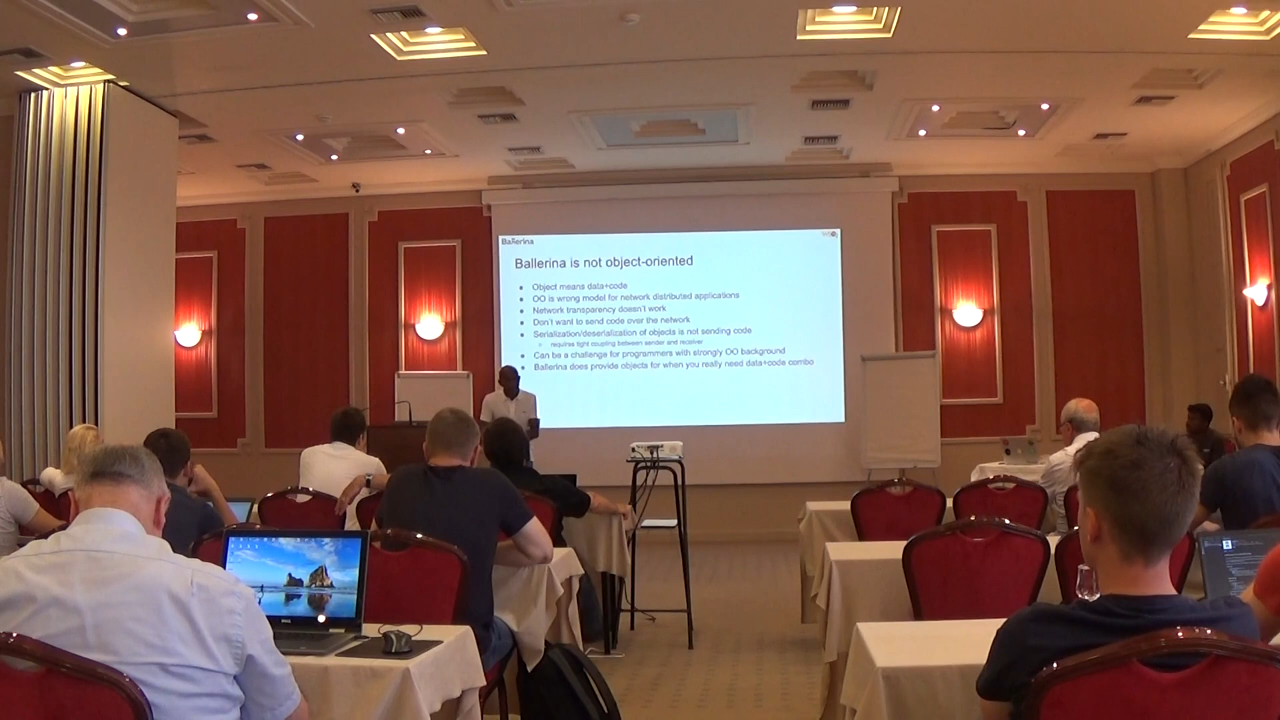 Ballerina
WSO2
Ballerina is not object-oriented
Object means data+code
OO is wrong model for network distributed applications
Network transparency doesn't work
Don't want to send code over the network
Serialization/deserialization of objects is not sending code
requires tight coupling between sender and receiver
Can be a challenge for programmers with strongly OO background
Ballerina does provide objects for when you really need data+code combo
DELL